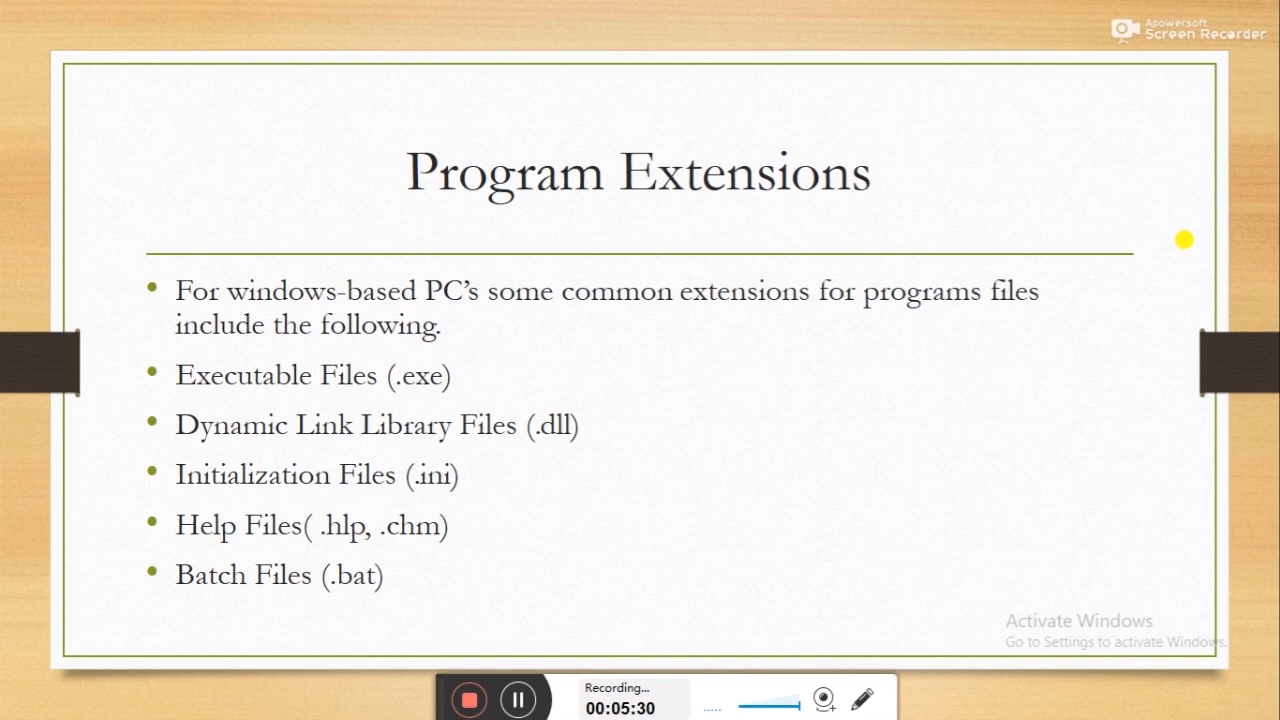 Apowersoft
Screen Recorder
Program Extensions
• For windows-based PC’s some common extensions for programs files
include the following.
• Executable Files (.exe)
• Dynamic Link Library Files (.dll)
• Initialization Files (.ini)
• Help Files( .hlp, .chm)
• Batch Files (.bat)
Activate Windows
Go to Settings to activate Windows.
Recording...
00:05:30